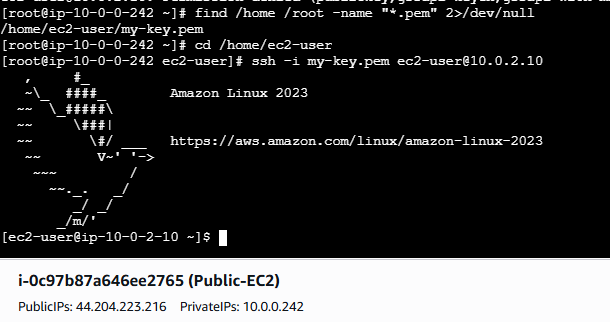 [root@ip-10-0-0-242 ~]# find /home /root -name "*.pem" 2>/dev/null
/home/ec2-user/my-key.pem
[root@ip-10-0-0-242 ~]# cd /home/ec2-user
[root@ip-10-0-0-242 ec2-user]# ssh -i my-key.pem ec2-user@10.0.2.10
   ,     #_
   ~\_  ####_        Amazon Linux 2023
  ~~  \_#####\
  ~~     \###|
  ~~       \#/ ___   https://aws.amazon.com/linux/amazon-linux-2023
   ~~       V~' '->
    ~~~         /
      ~~._.   _/
         _/ _/
       _/m/'
[ec2-user@ip-10-0-2-10 ~]$
i-0c97b87a646ee2765 (Public-EC2)
PublicIPs: 44.204.223.216 PrivateIPs: 10.0.0.242